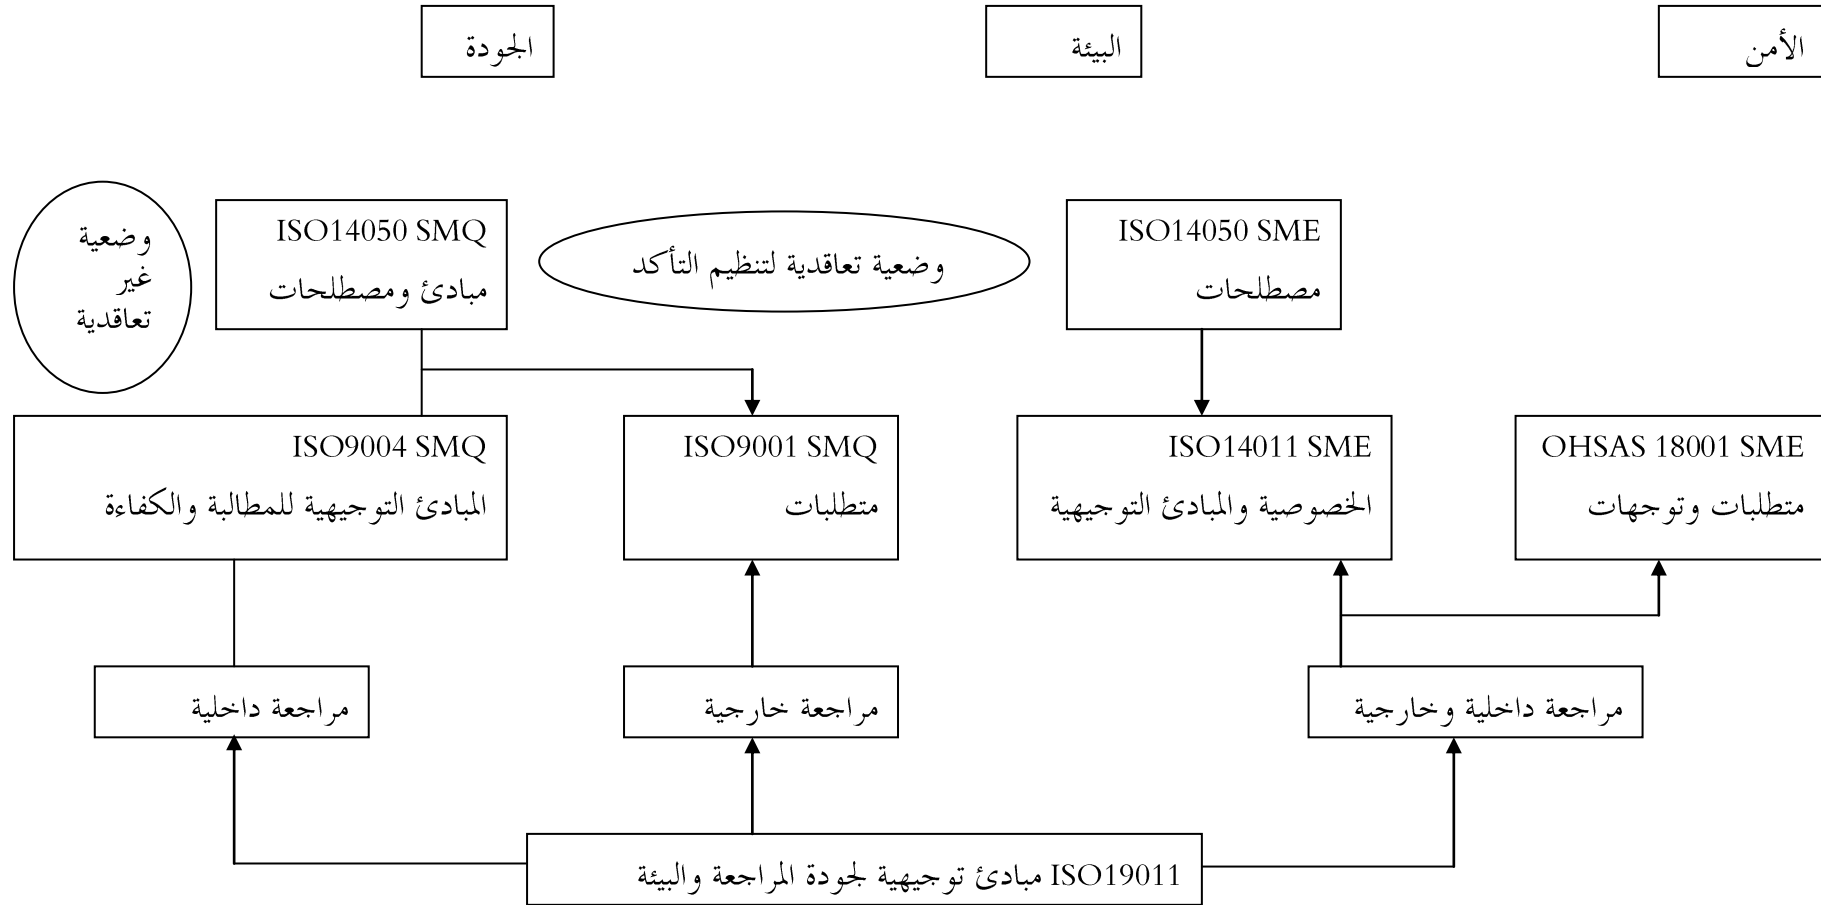 الجودة
البيئة
الأمن
وضعية
غير
تعاقدية
ISO14050 SMQ
مبادئ ومصطلحات
وضعية تعاقدية لتنظيم التأكد
ISO14050 SME
مصطلحات
ISO9004 SMQ
المبادئ التوجيهية للمطالبة والكفاءة
ISO9001 SMQ
متطلبات
ISO14011 SME
الخصوصية والمبادئ التوجيهية
OHSAS 18001 SME
متطلبات وتوجهات
مراجعة داخلية
مراجعة خارجية
مراجعة داخلية وخارجية
ISO19011 مبادئ توجيهية لجودة المراجعة والبيئة